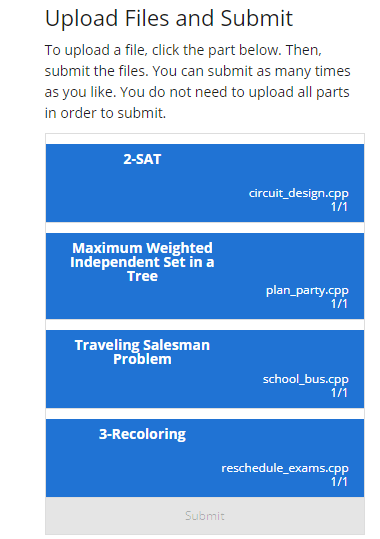 Upload Files and Submit
To upload a file, click the part below. Then,
submit the files. You can submit as many times
as you like. You do not need to upload all parts
in order to submit.
2-SAT
circuit_design.cpp
1/1
Maximum Weighted
Independent Set in a
Tree
plan_party.cpp
1/1
Traveling Salesman
Problem
school_bus.cpp
1/1
3-Recoloring
reschedule_exams.cpp
1/1
Submit